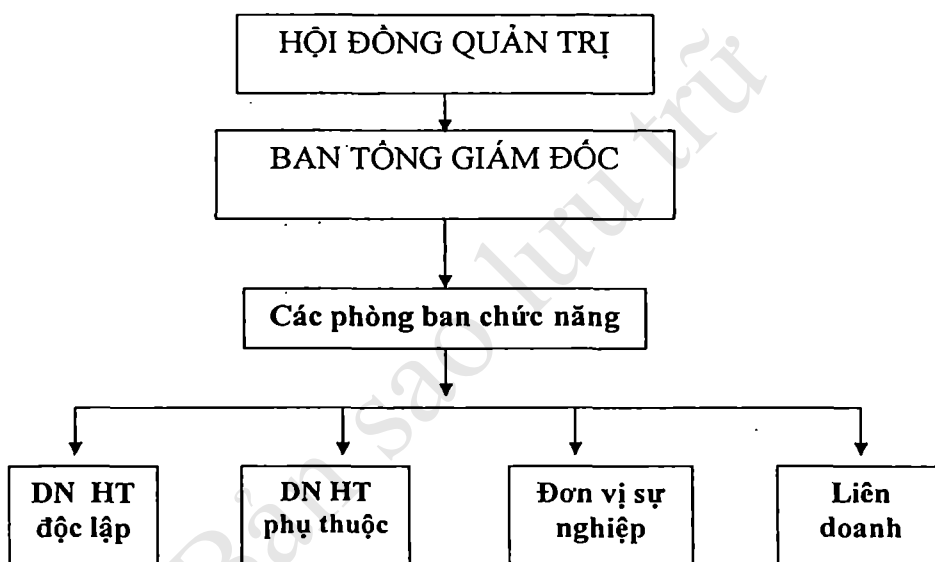 HỘI ĐỒNG QUẢN TRỊ
BAN TỔNG GIÁM ĐỐC
Các phòng ban chức năng
DN HT
độc lập
DN HT
phụ thuộc
Đơn vị sự
nghiệp
Liên
doanh
Bản sao lưu trữ